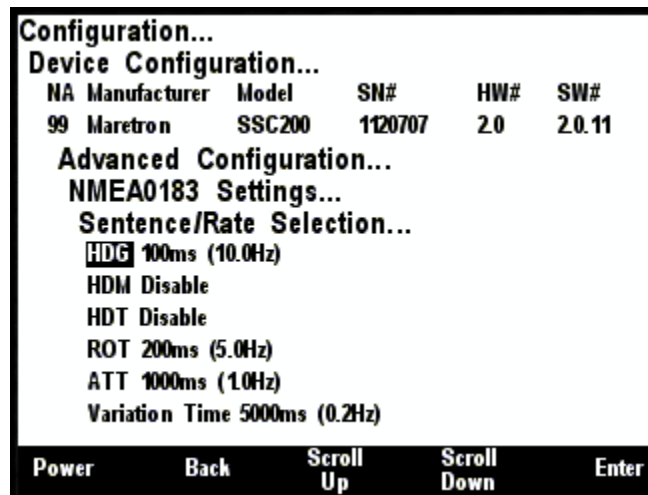 Configuration...
Device Configuration...
NA Manufacturer Model SN# HW# SW#
99 Maretron SSC200 1120707 2.0 2.0.11
Advanced Configuration...
NMEA0183 Settings...
Sentence/Rate Selection...
HDG 100ms (10.0Hz)
HDM Disable
HDT Disable
ROT 200ms (5.0Hz)
ATT 1000ms (1.0Hz)
Variation Time 5000ms (0.2Hz)
Power Back Scroll Up Scroll Down Enter